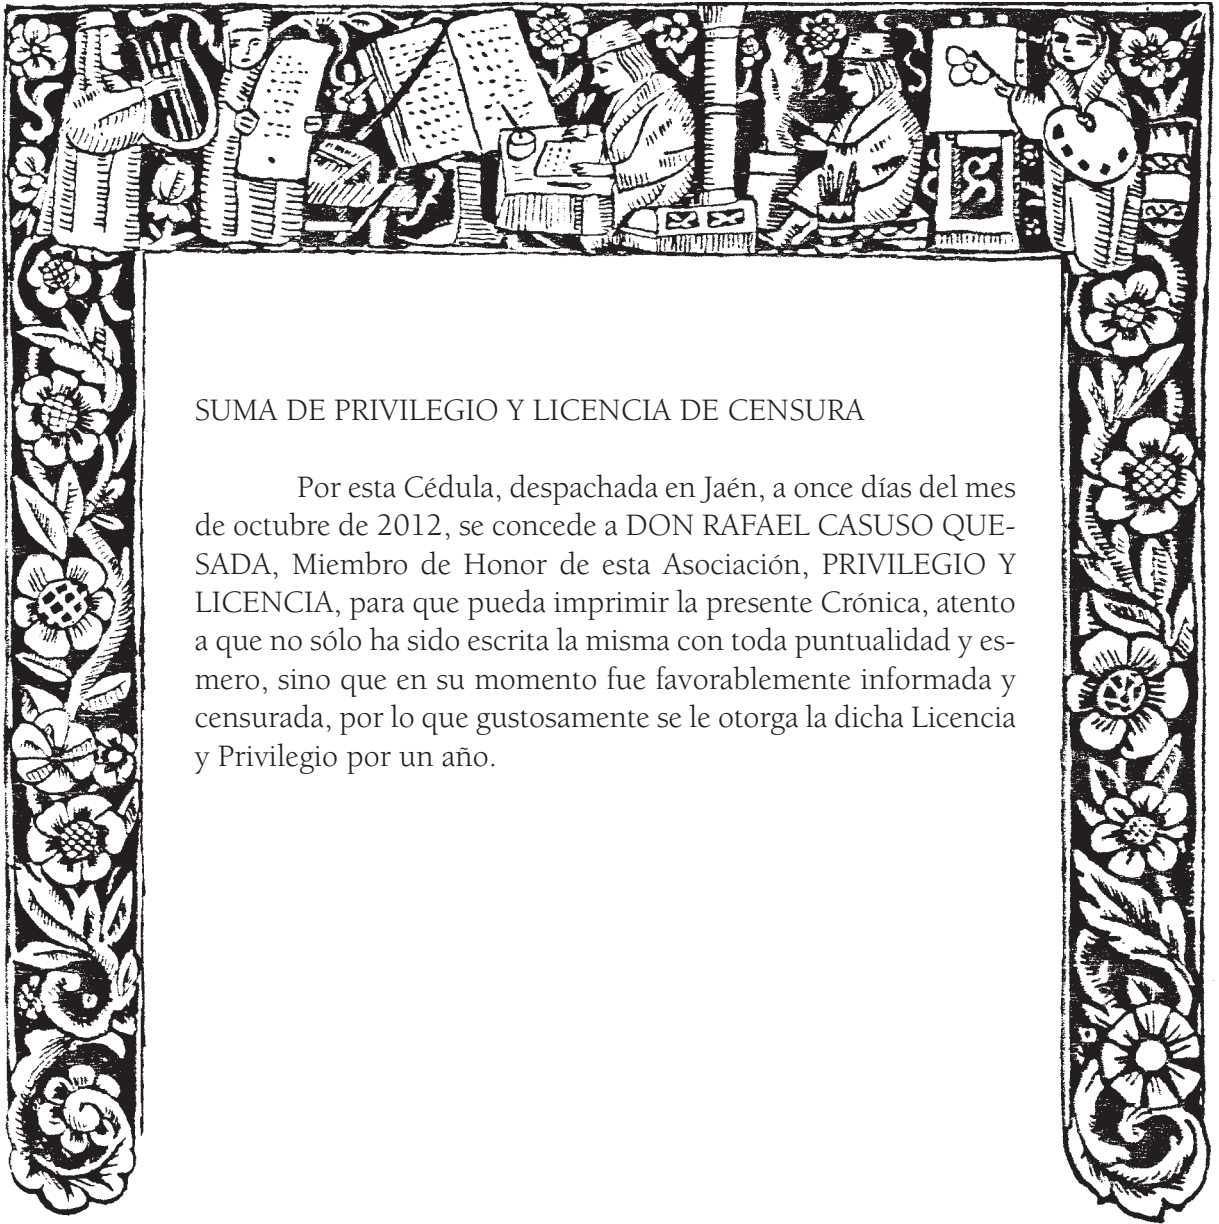 SUMA DE PRIVILEGIO Y LICENCIA DE CENSURA
Por esta Cédula, despachada en Jaén, a once días del mes
de octubre de 2012, se concede a DON RAFAEL CASUSO QUE-
SADA, Miembro de Honor de esta Asociación, PRIVILEGIO Y
LICENCIA, para que pueda imprimir la presente Crónica, atento
a que no sólo ha sido escrita la misma con toda puntualidad y es-
mero, sino que en su momento fue favorablemente informada y
censurada, por lo que gustosamente se le otorga la dicha Licencia
y Privilegio por un año.